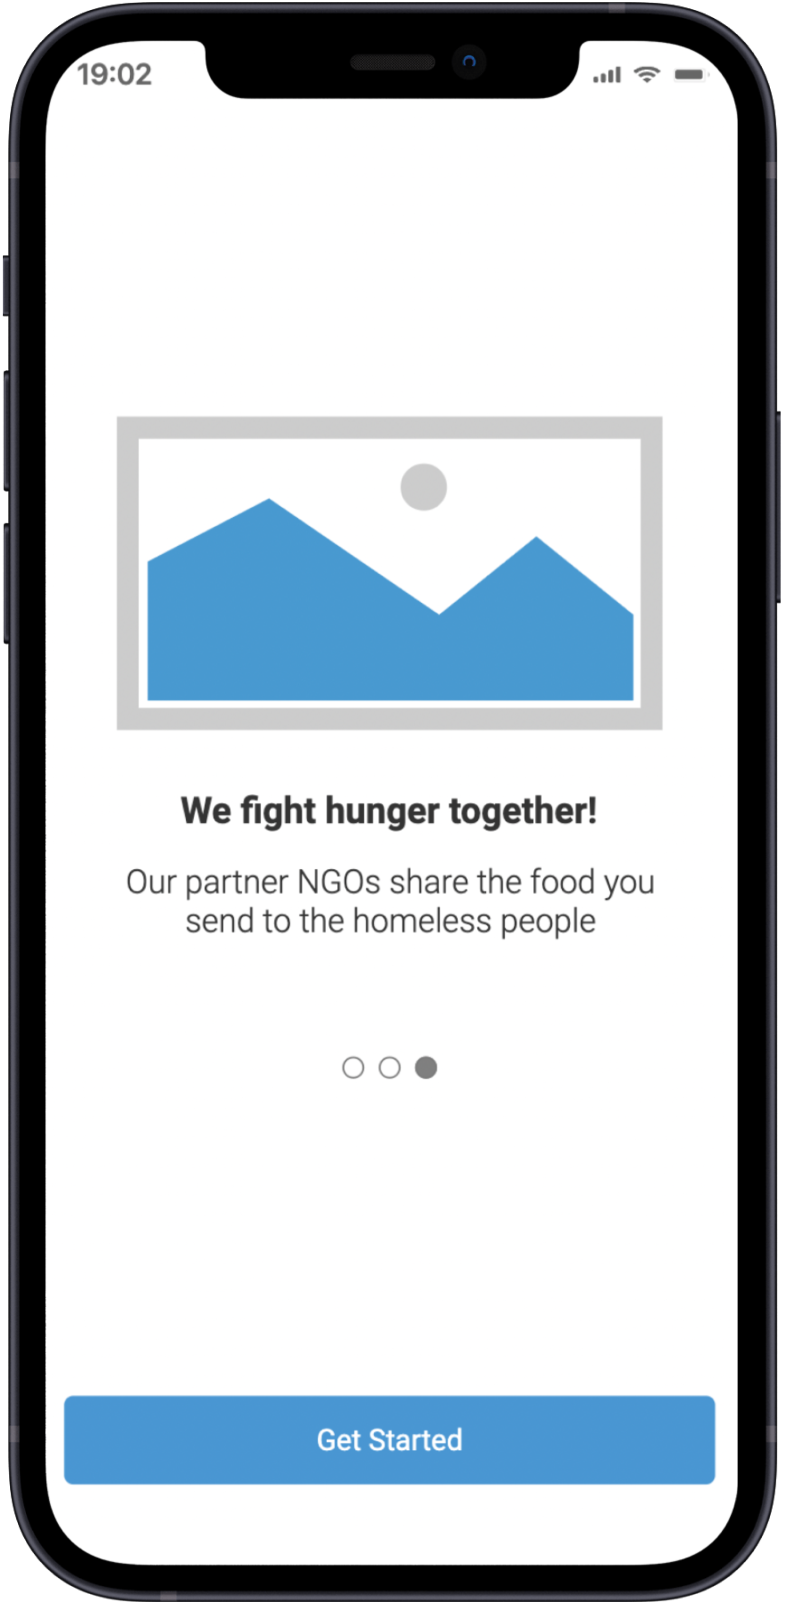 19:02
We fight hunger together!
Our partner NGOs share the food you
send to the homeless people
Get Started